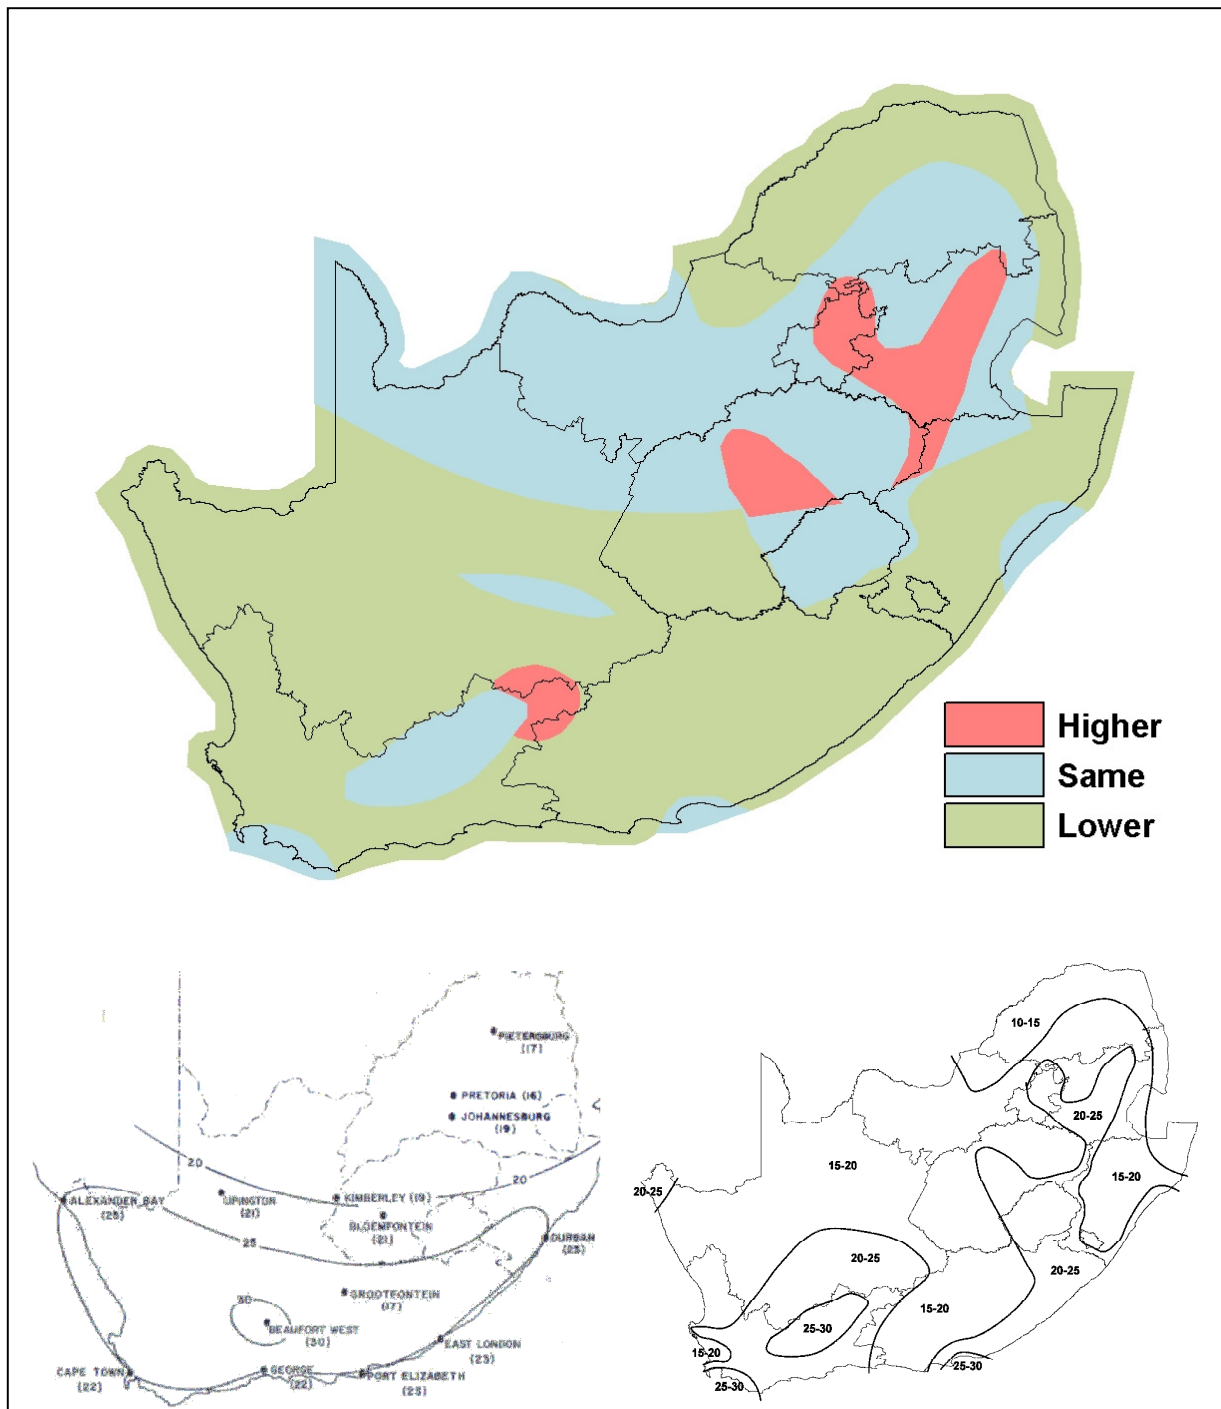 Higher
Same
Lower
PIETERSBURG
(17)
PRETORIA (16)
JOHANNESBURG
(19)
20
20
ALEXANDER BAY
(25)
UPINGTON
(21)
KIMBERLEY (19)
BLOEMFONTEIN
(21)
25
DURBAN
(25)
GROOTFONTEIN
(17)
30
BEAUFORT WEST
(30)
EAST LONDON
(23)
CAPE TOWN
(22)
GEORGE
(22)
PORT ELIZABETH
(23)
10-15
20-25
15-20
15-20
20-25
20-25
20-25
15-20
25-30
15-20
25-30
25-30